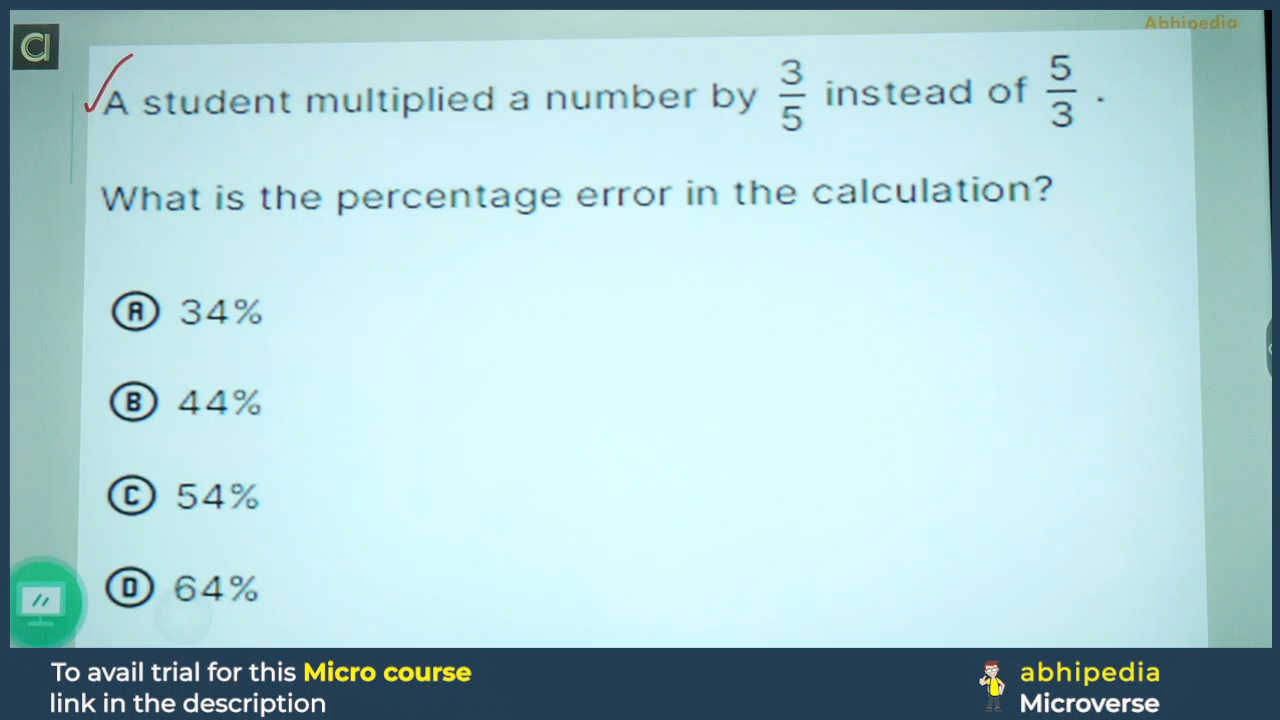 Abhipedia
a
A student multiplied a number by 3/5 instead of 5/3 .
What is the percentage error in the calculation?
A 34%
B 44%
C 54%
D 64%
To avail trial for this Micro course
link in the description
abhipedia
Microverse